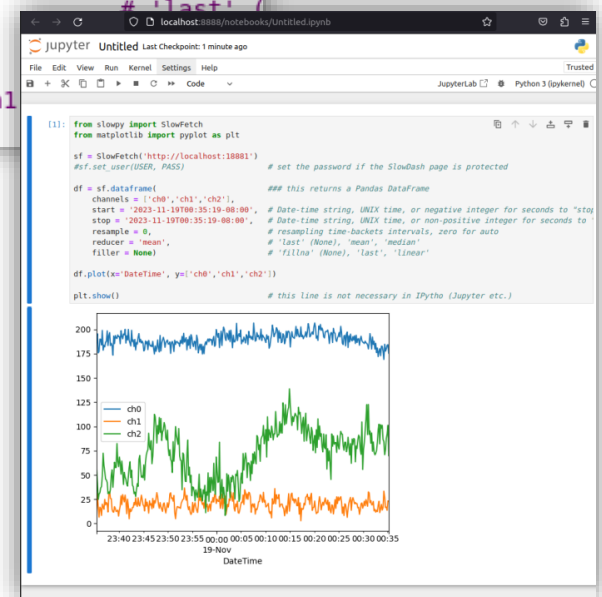 # 'last' (
localhost:8888/notebooks/Untitled.ipynb
jupyter Untitled Last Checkpoint: 1 minute ago
File Edit View Run Kernel Settings Help
Trusted
Code
JupyterLab
Python 3 (ipykernel)
[1]: from slowpy import SlowFetch
from matplotlib import pyplot as plt
sf = SlowFetch('http://localhost:18881')
#sf.set_user(USER, PASS) # set the password if the SlowDash page is protected
df = sf.dataframe( ### this returns a Pandas DataFrame
channels = ['ch0','ch1','ch2'],
start = '2023-11-19T00:35:19-08:00', # Date-time string, UNIX time, or negative integer for seconds to "stop
stop = '2023-11-19T00:35:19-08:00', # Date-time string, UNIX time, or non-positive integer for seconds to
resample = 0, # resampling time-backets intervals, zero for auto
reducer = 'mean', # 'last' (None), 'mean', 'median'
filler = None) # 'fillna' (None), 'last', 'linear'
df.plot(x='DateTime', y=['ch0','ch1','ch2'])
plt.show() # this line is not necessary in IPytho (Jupyter etc.)
200
175
150
125
100
75
50
25
0
ch0
ch1
ch2
23:40 23:45 23:50 23:55 00:00 00:05 00:10 00:15 00:20 00:25 00:30 00:35
19-Nov
DateTime